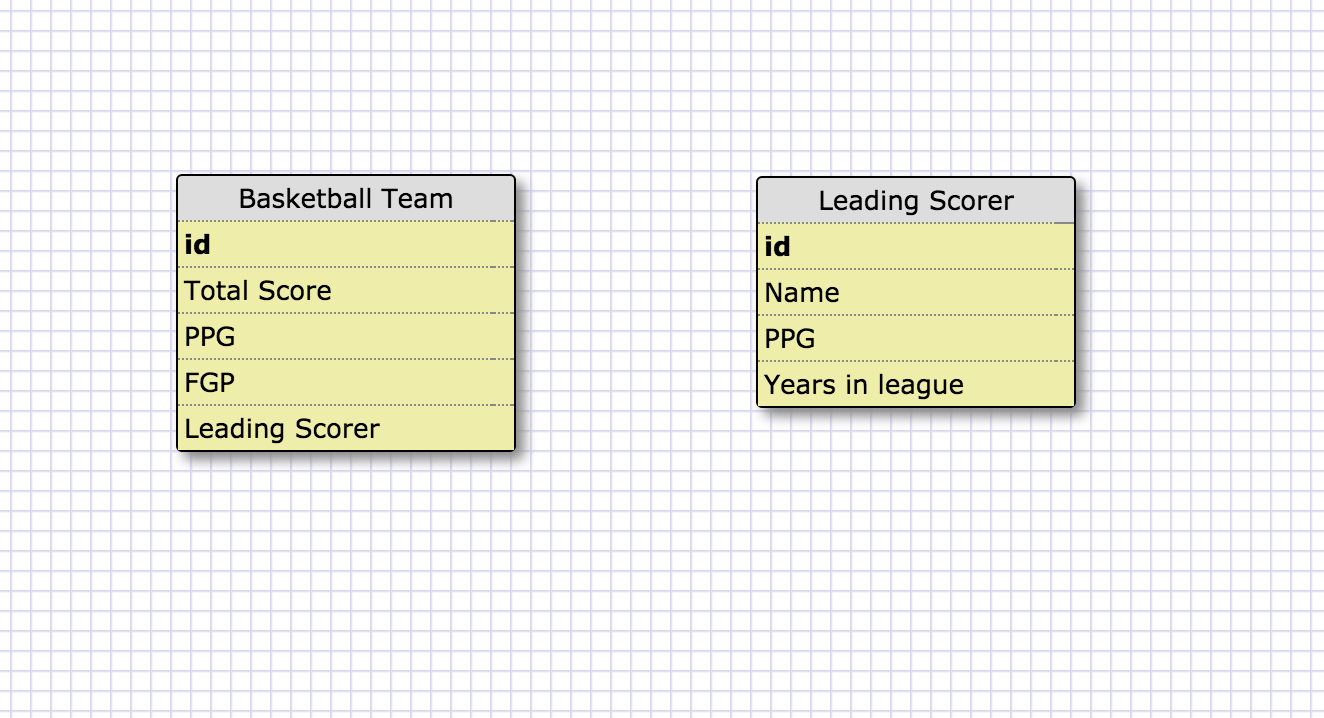 Basketball Team
id
Total Score
PPG
FGP
Leading Scorer
Leading Scorer
id
Name
PPG
Years in league